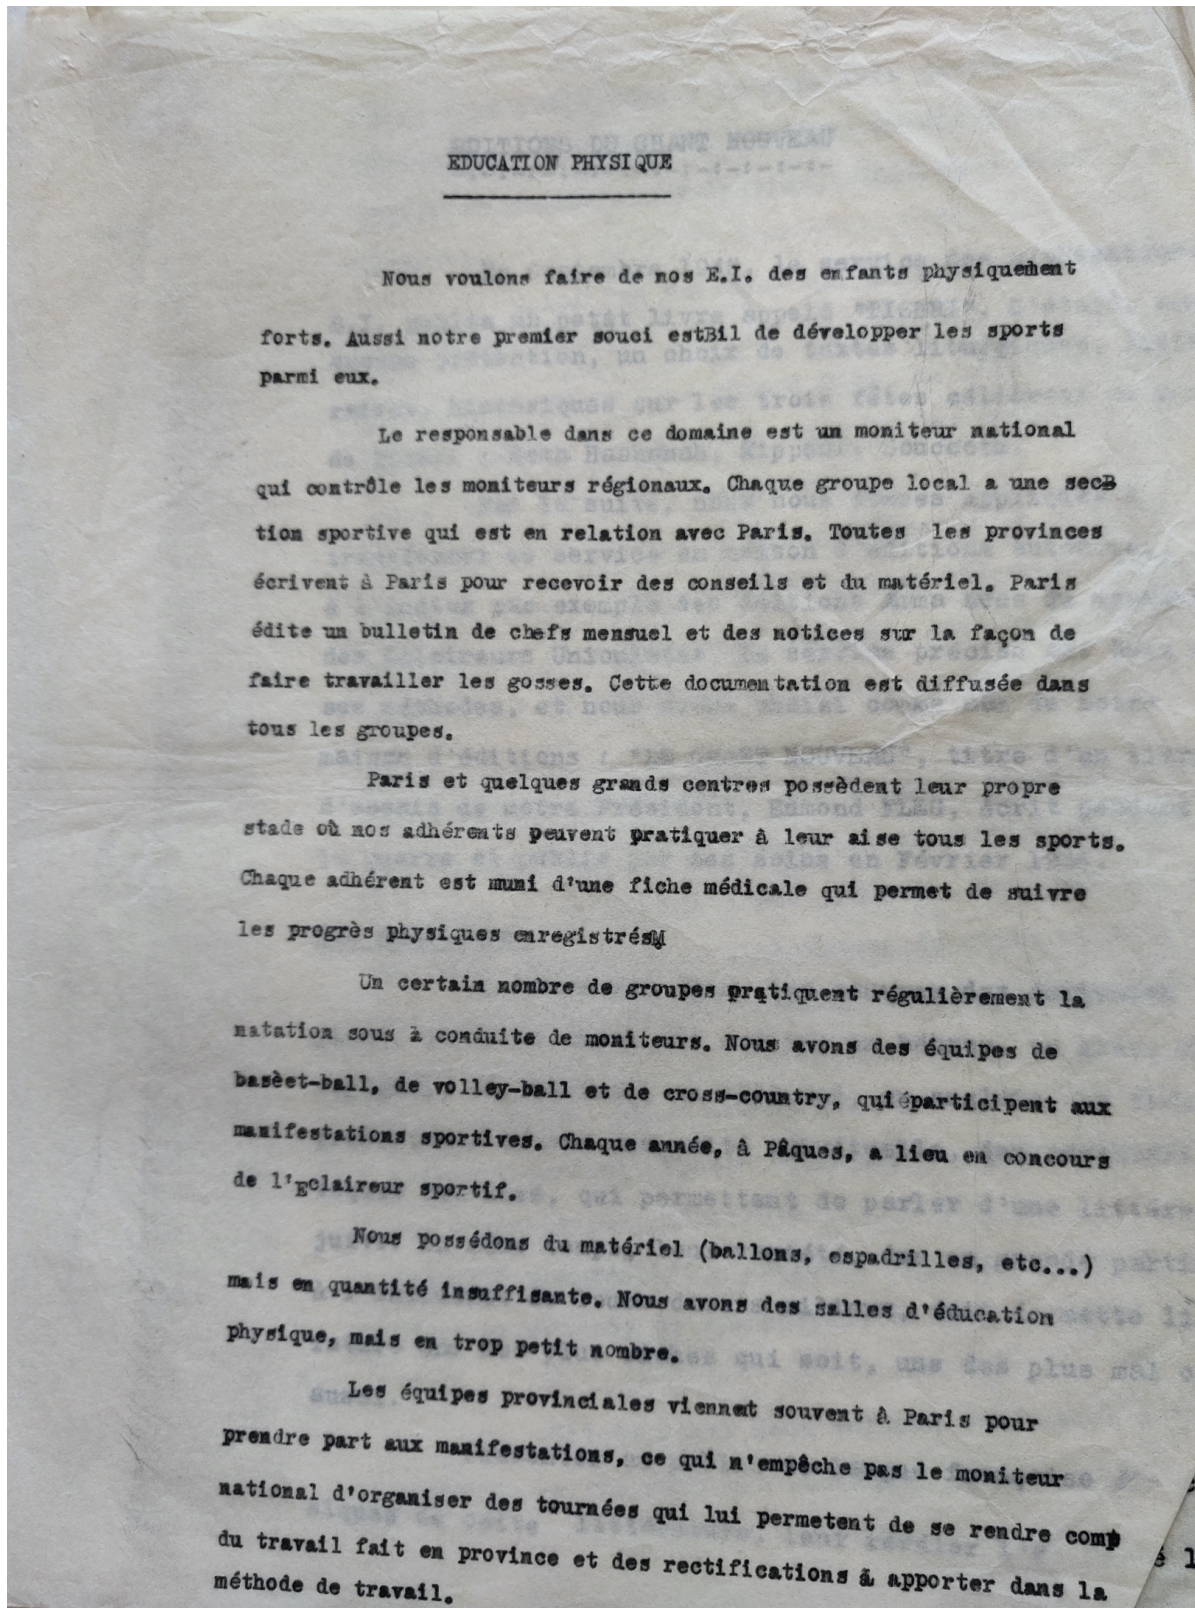 EDUCATION PHYSIQUE
Nous voulons faire de nos E.I. des enfants physiquement
forts. Aussi notre premier souci estBil de développer les sports
parmi eux.
Le responsable dans ce domaine est un moniteur national
qui contrôle les moniteurs régionaux. Chaque groupe local a une secB
tion sportive qui est en relation avec Paris. Toutes les provinces
écrivent à Paris pour recevoir des conseils et du matériel. Paris
édite un bulletin de chefs mensuel et des notices sur la façon de
faire travailler les gosses. Cette documentation est diffusée dans
tous les groupes.
Paris et quelques grands centres possèdent leur propre
stade où nos adhérents peuvent pratiquer à leur aise tous les sports.
Chaque adhérent est muni d'une fiche médicale qui permet de suivre
les progrès physiques enregistrés
Un certain nombre de groupes pratiquent régulièrement la
natation sous à conduite de moniteurs. Nous avons des équipes de
basèet-ball, de volley-ball et de cross-country, qui participent aux
manifestations sportives. Chaque année, à Pâques, a lieu en concours
de l'Eclaireur sportif.
Nous possédons du matériel (ballons, espadrilles, etc...)
mais en quantité insuffisante. Nous avons des salles d'éducation
physique, mais en trop petit nombre.
Les équipes provinciales viennent souvent à Paris pour
prendre part aux manifestations, ce qui n'empêche pas le moniteur
national d'organiser des tournées qui lui permetent de se rendre comp
du travail fait en province et des rectifications à apporter dans la
méthode de travail.